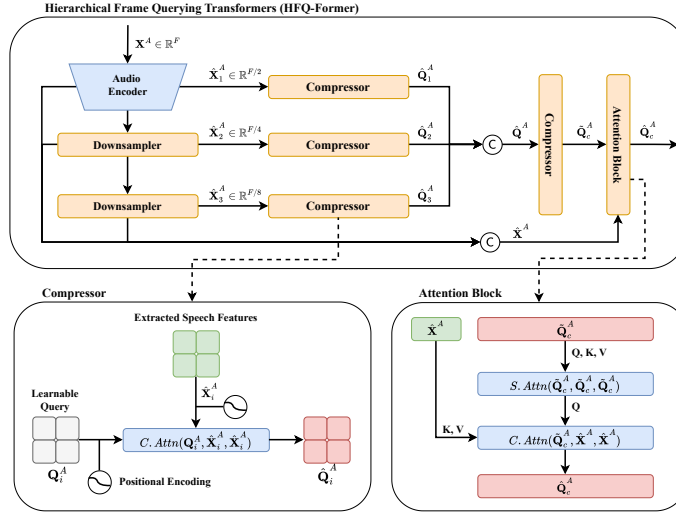 Hierarchical Frame Querying Transformers (HFQ-Former)
X^A ∈ ℝ^F
Audio
Encoder
X̂_1^A ∈ ℝ^{F/2}
Compressor
Q̂_1^A
Downsampler
X̂_2^A ∈ ℝ^{F/4}
Compressor
Q̂_2^A
C
Q̂^A
Compressor
Q̃_c^A
Attention Block
Q̂_c^A
Downsampler
X̂_3^A ∈ ℝ^{F/8}
Compressor
Q̂_3^A
C
X̂^A
Compressor
Extracted Speech Features
X̂_i^A
Learnable
Query
C.Attn(Q_i^A, X̂_i^A, X̂_i^A)
Q_i^A
Positional Encoding
Q̂_i^A
Attention Block
X̂^A
Q̃_c^A
Q, K, V
S.Attn(Q̃_c^A, Q̃_c^A, Q̃_c^A)
Q
K, V
C.Attn(Q̃_c^A, X̂^A, X̂^A)
Q̂_c^A